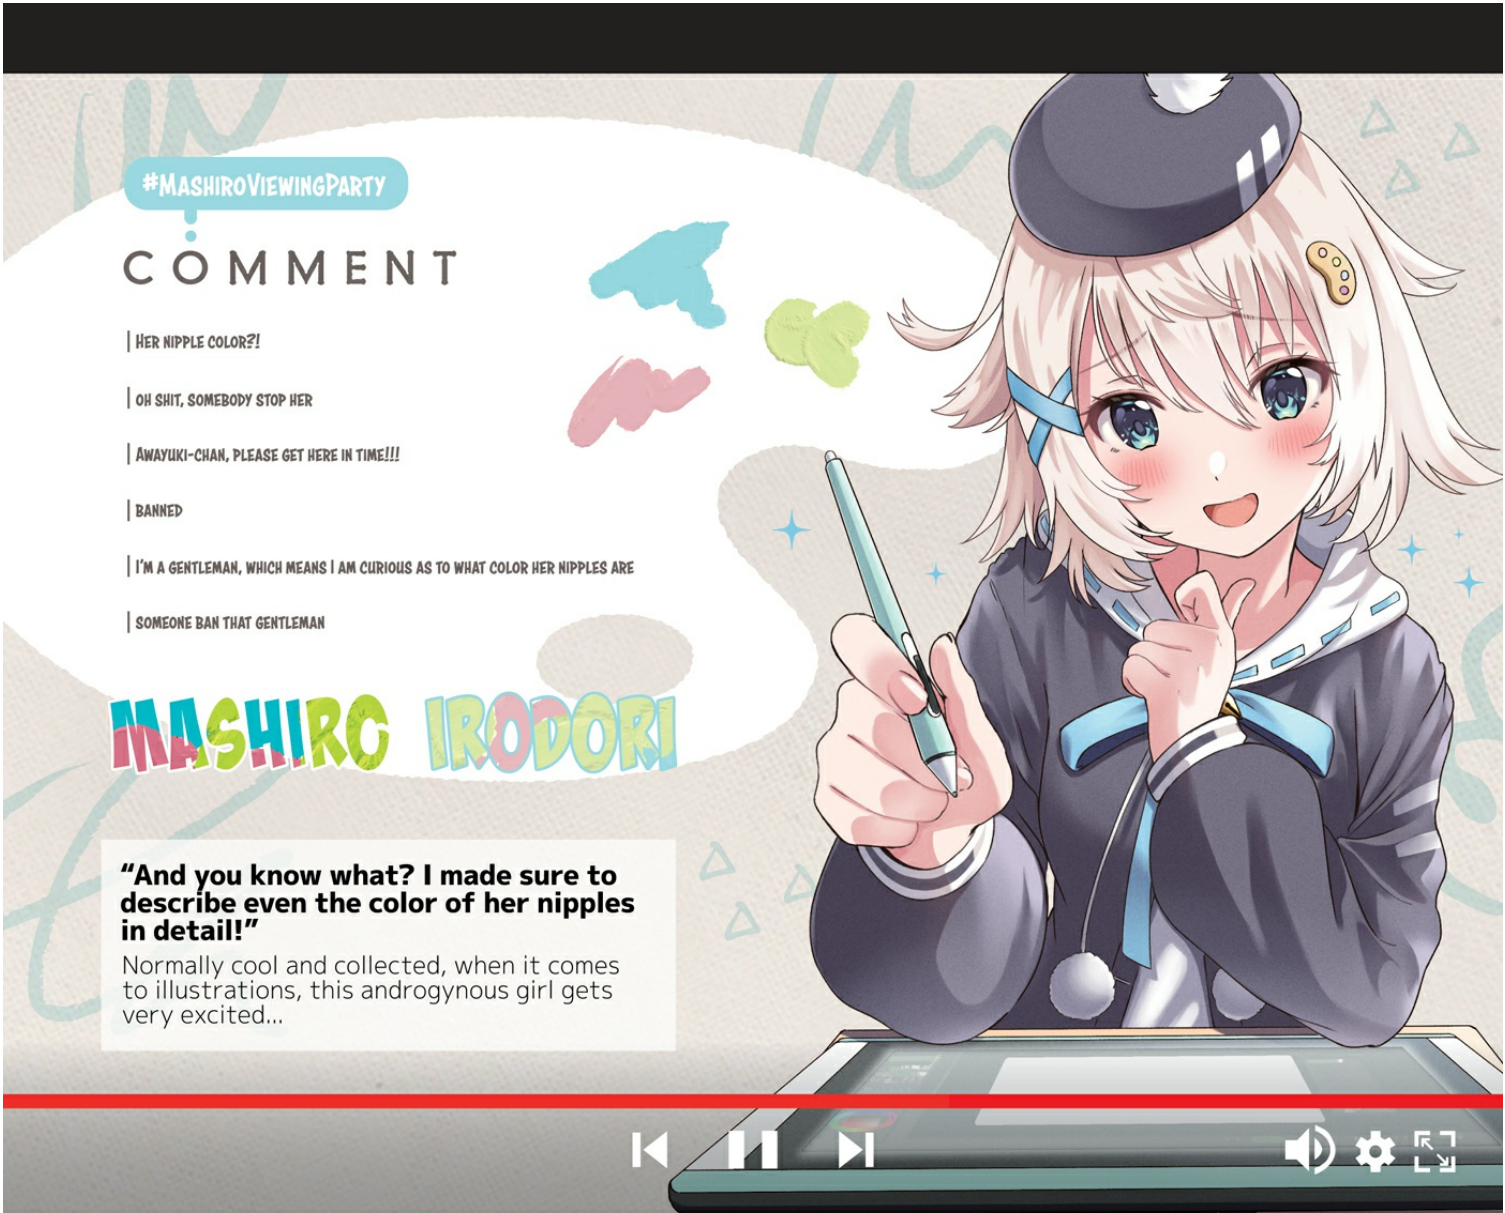 #MASHIROVIEWINGPARTY
COMMENT
HER NIPPLE COLOR?!
OH SHIT, SOMEBODY STOP HER
AWAYUKI-CHAN, PLEASE GET HERE IN TIME!!!
BANNED
I'M A GENTLEMAN, WHICH MEANS I AM CURIOUS AS TO WHAT COLOR HER NIPPLES ARE
SOMEONE BAN THAT GENTLEMAN
MASHIRO IRODORI
“And you know what? I made sure to
describe even the color of her nipples
in detail!”
Normally cool and collected, when it comes
to illustrations, this androgynous girl gets
very excited...